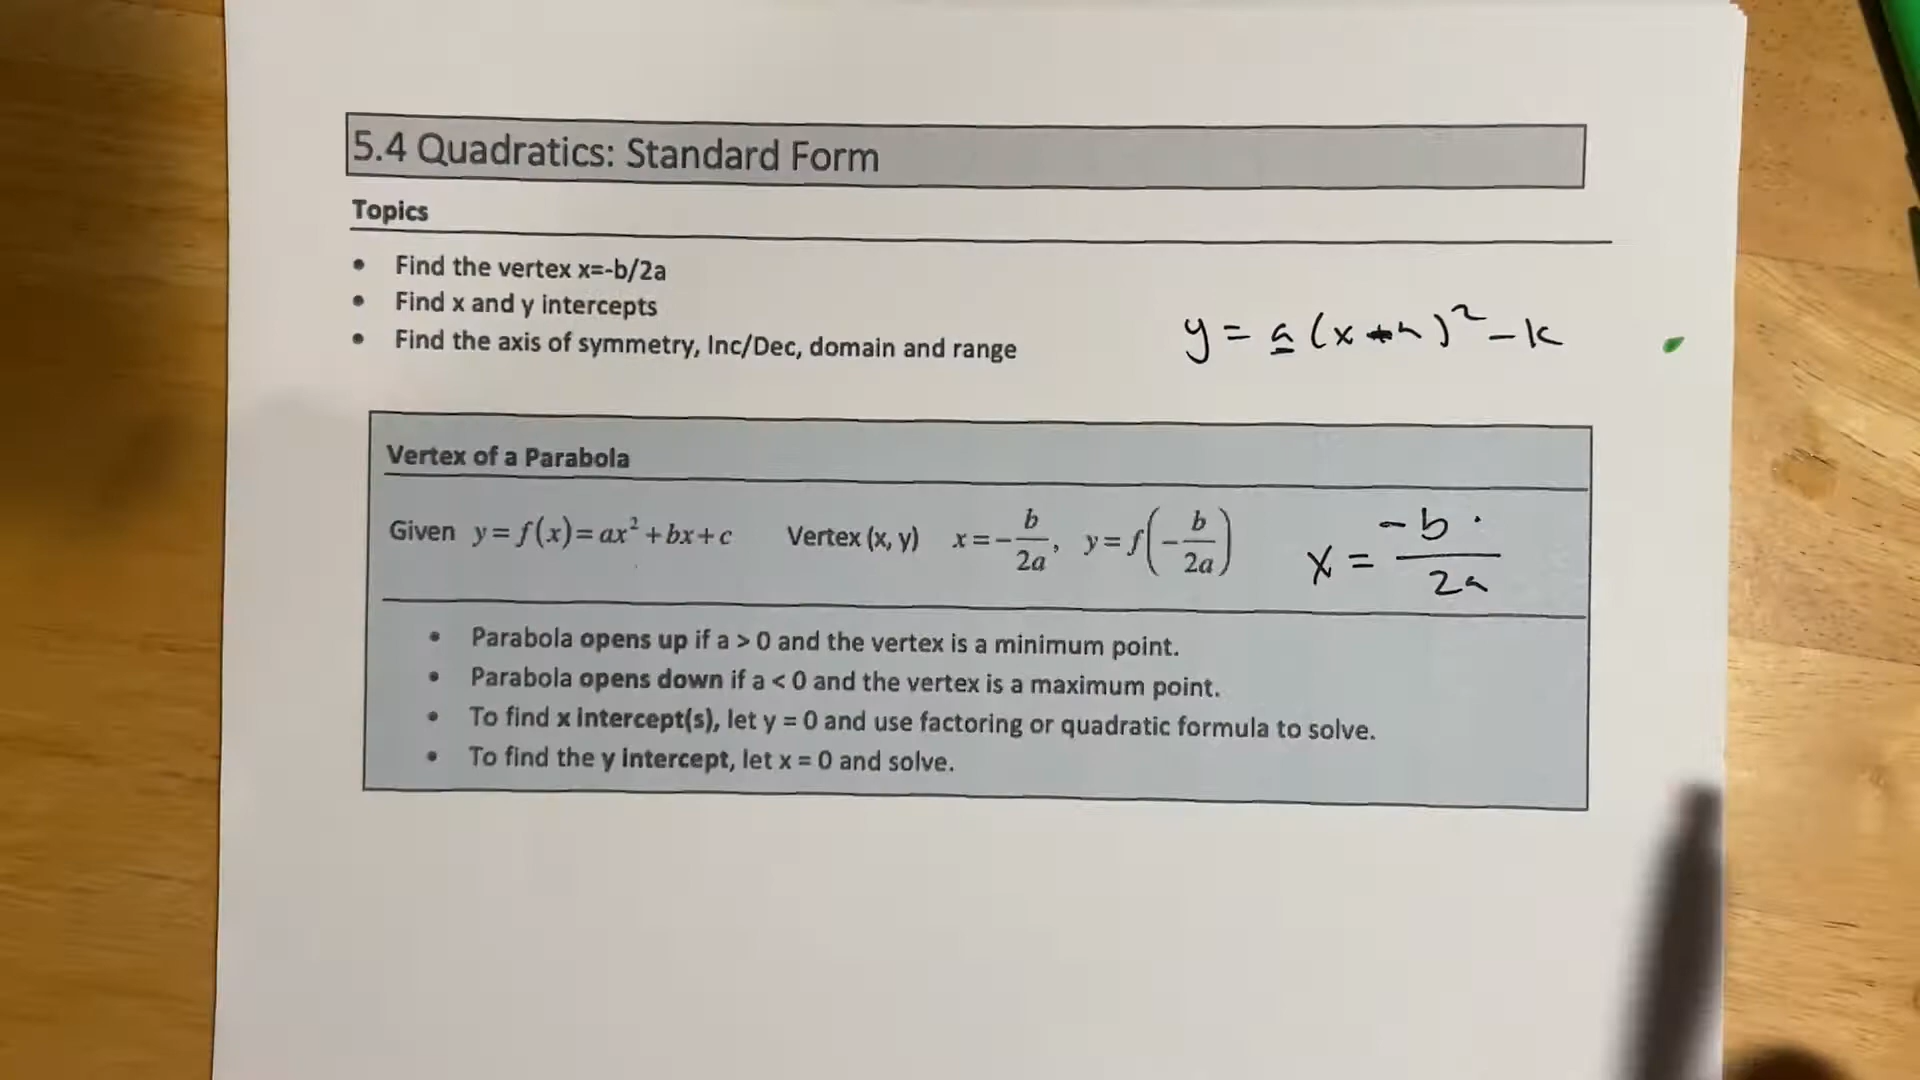 5.4 Quadratics: Standard Form
Topics
• Find the vertex x=-b/2a
• Find x and y intercepts
• Find the axis of symmetry, Inc/Dec, domain and range
y = a(x + h)² - k
Vertex of a Parabola
Given y = f(x) = ax² + bx + c Vertex (x, y) x = -b/2a, y = f(-b/2a) x = -b/2a
• Parabola opens up if a > 0 and the vertex is a minimum point.
• Parabola opens down if a < 0 and the vertex is a maximum point.
• To find x intercept(s), let y = 0 and use factoring or quadratic formula to solve.
• To find the y intercept, let x = 0 and solve.